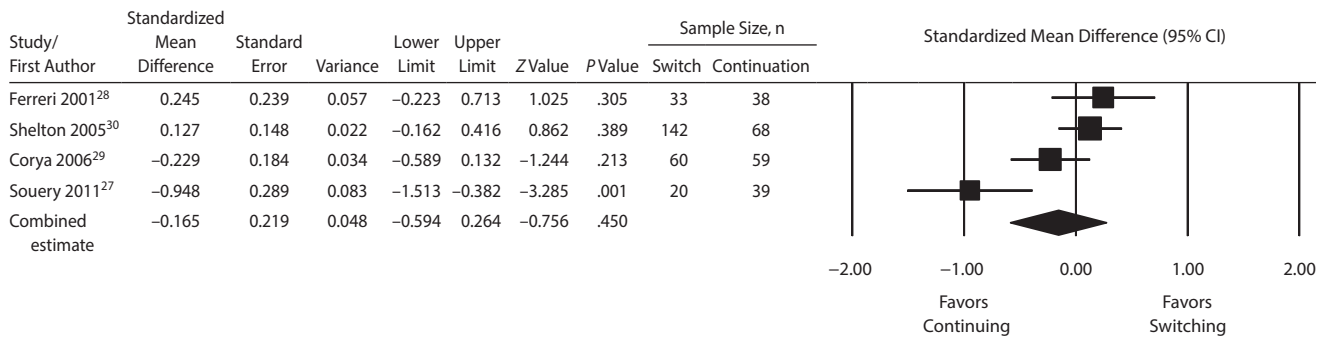 Study/
First Author
Standardized
Mean
Difference
Standard
Error
Variance
Lower
Limit
Upper
Limit
Z Value
P Value
Sample Size, n
Switch Continuation
Standardized Mean Difference (95% CI)
Ferreri 2001²⁸ 0.245 0.239 0.057 –0.223 0.713 1.025 .305 33 38
Shelton 2005³⁰ 0.127 0.148 0.022 –0.162 0.416 0.862 .389 142 68
Corya 2006²⁹ –0.229 0.184 0.034 –0.589 0.132 –1.244 .213 60 59
Souery 2011²⁷ –0.948 0.289 0.083 –1.513 –0.382 –3.285 .001 20 39
Combined –0.165 0.219 0.048 –0.594 0.264 –0.756 .450
estimate
–2.00 –1.00 0.00 1.00 2.00
Favors
Continuing
Favors
Switching